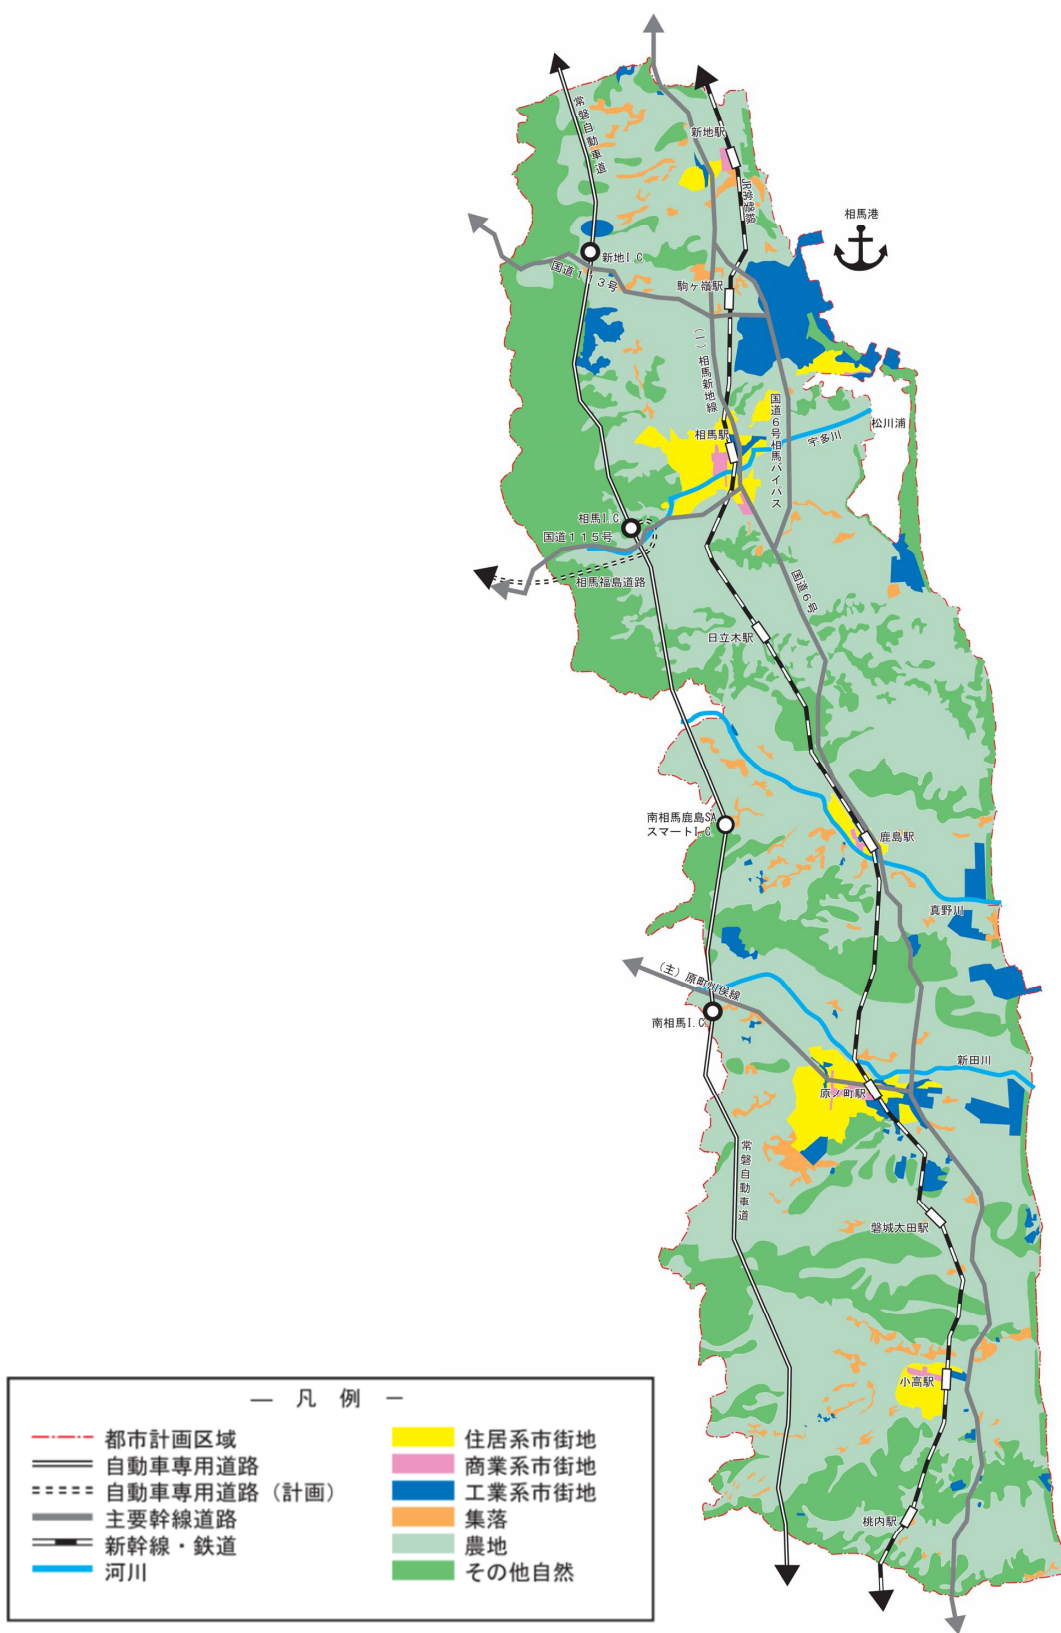 常磐自動車道
新地駅
JR常磐線
相馬港
新地I.C.
国道113号
駒ヶ嶺駅
(一)相馬新地線
国道6号相馬バイパス
松川浦
宇多川
相馬駅
相馬I.C.
国道115号
相馬福島道路
国道6号
日立木駅
南相馬鹿島SA
スマートI.C.
鹿島駅
真野川
(主)原町川俣線
南相馬I.C.
新田川
原ノ町駅
常磐自動車道
磐城太田駅
小高駅
桃内駅
― 凡 例 ―
都市計画区域
自動車専用道路
自動車専用道路(計画)
主要幹線道路
新幹線・鉄道
河川
住居系市街地
商業系市街地
工業系市街地
集落
農地
その他自然